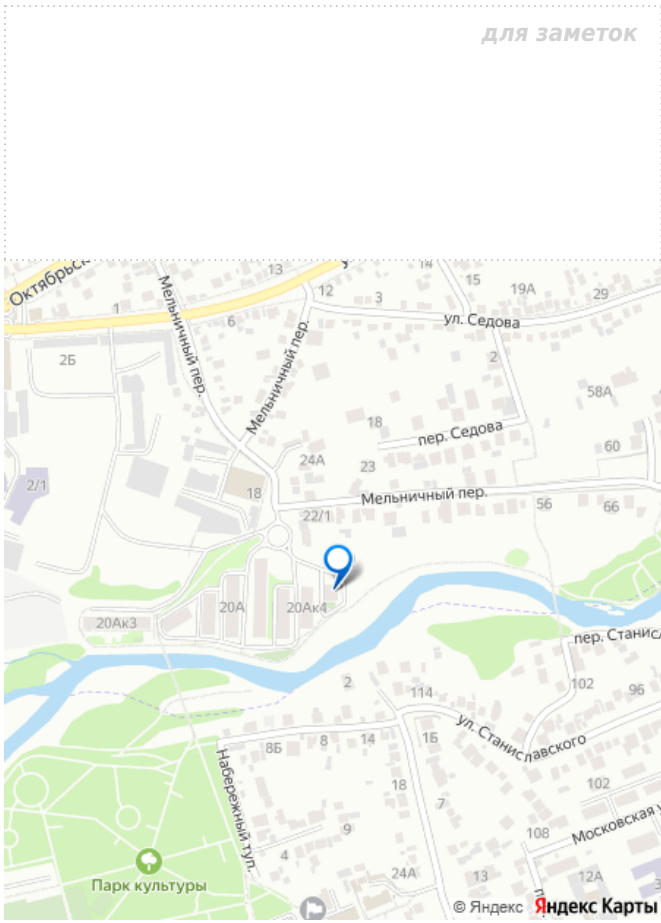 для заметок
Октябрьск
13
14
15
19А
29
12
3
1
6
Мельничный пер.
ул. Седова
2Б
Мельничный пер.
2
58А
18
пер. Седова
24А
23
60
2/1
18
Мельничный пер.
22/1
56
66
20Ак3
20А
20Ак4
пер. Станисл
2
114
102
96
ул. Станиславского
8Б
8
14
1Б
Набережный туп.
18
7
102
9
108
Московская у
4
Парк культуры
24А
13
12А
3
© Яндекс Яндекс Карты